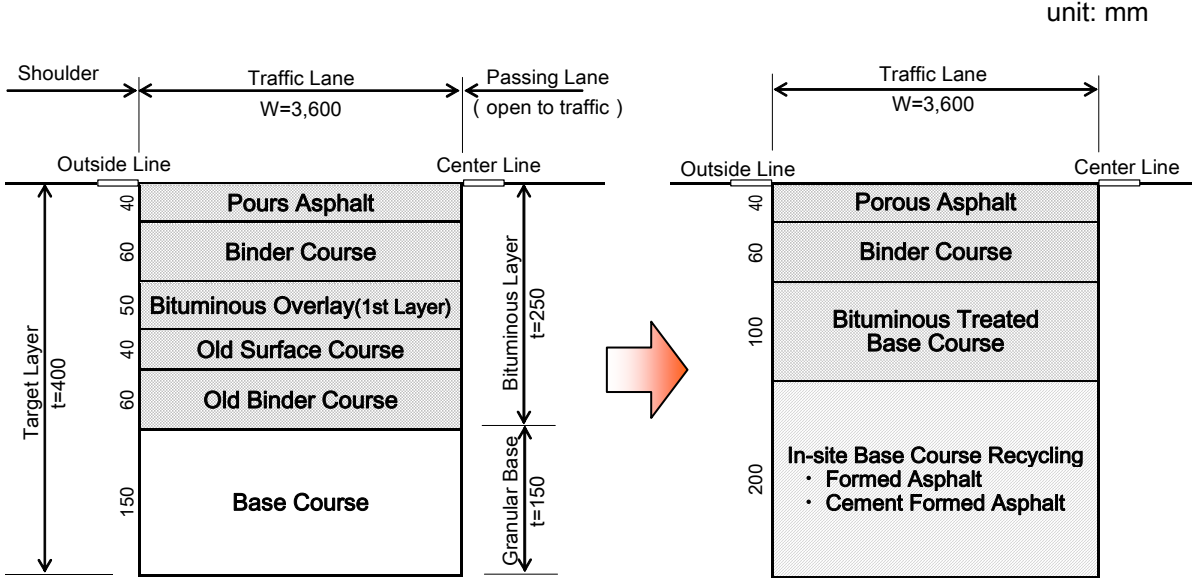 unit: mm
Shoulder
Traffic Lane
W=3,600
Passing Lane
( open to traffic )
Outside Line
Center Line
Target Layer
t=400
40
Pours Asphalt
60
Binder Course
50
Bituminous Overlay(1st Layer)
40
Old Surface Course
60
Old Binder Course
150
Base Course
Bituminous Layer
t=250
Granular Base
t=150
Traffic Lane
W=3,600
Outside Line
Center Line
40
Porous Asphalt
60
Binder Course
100
Bituminous Treated
Base Course
200
In-site Base Course Recycling
・ Formed Asphalt
・ Cement Formed Asphalt